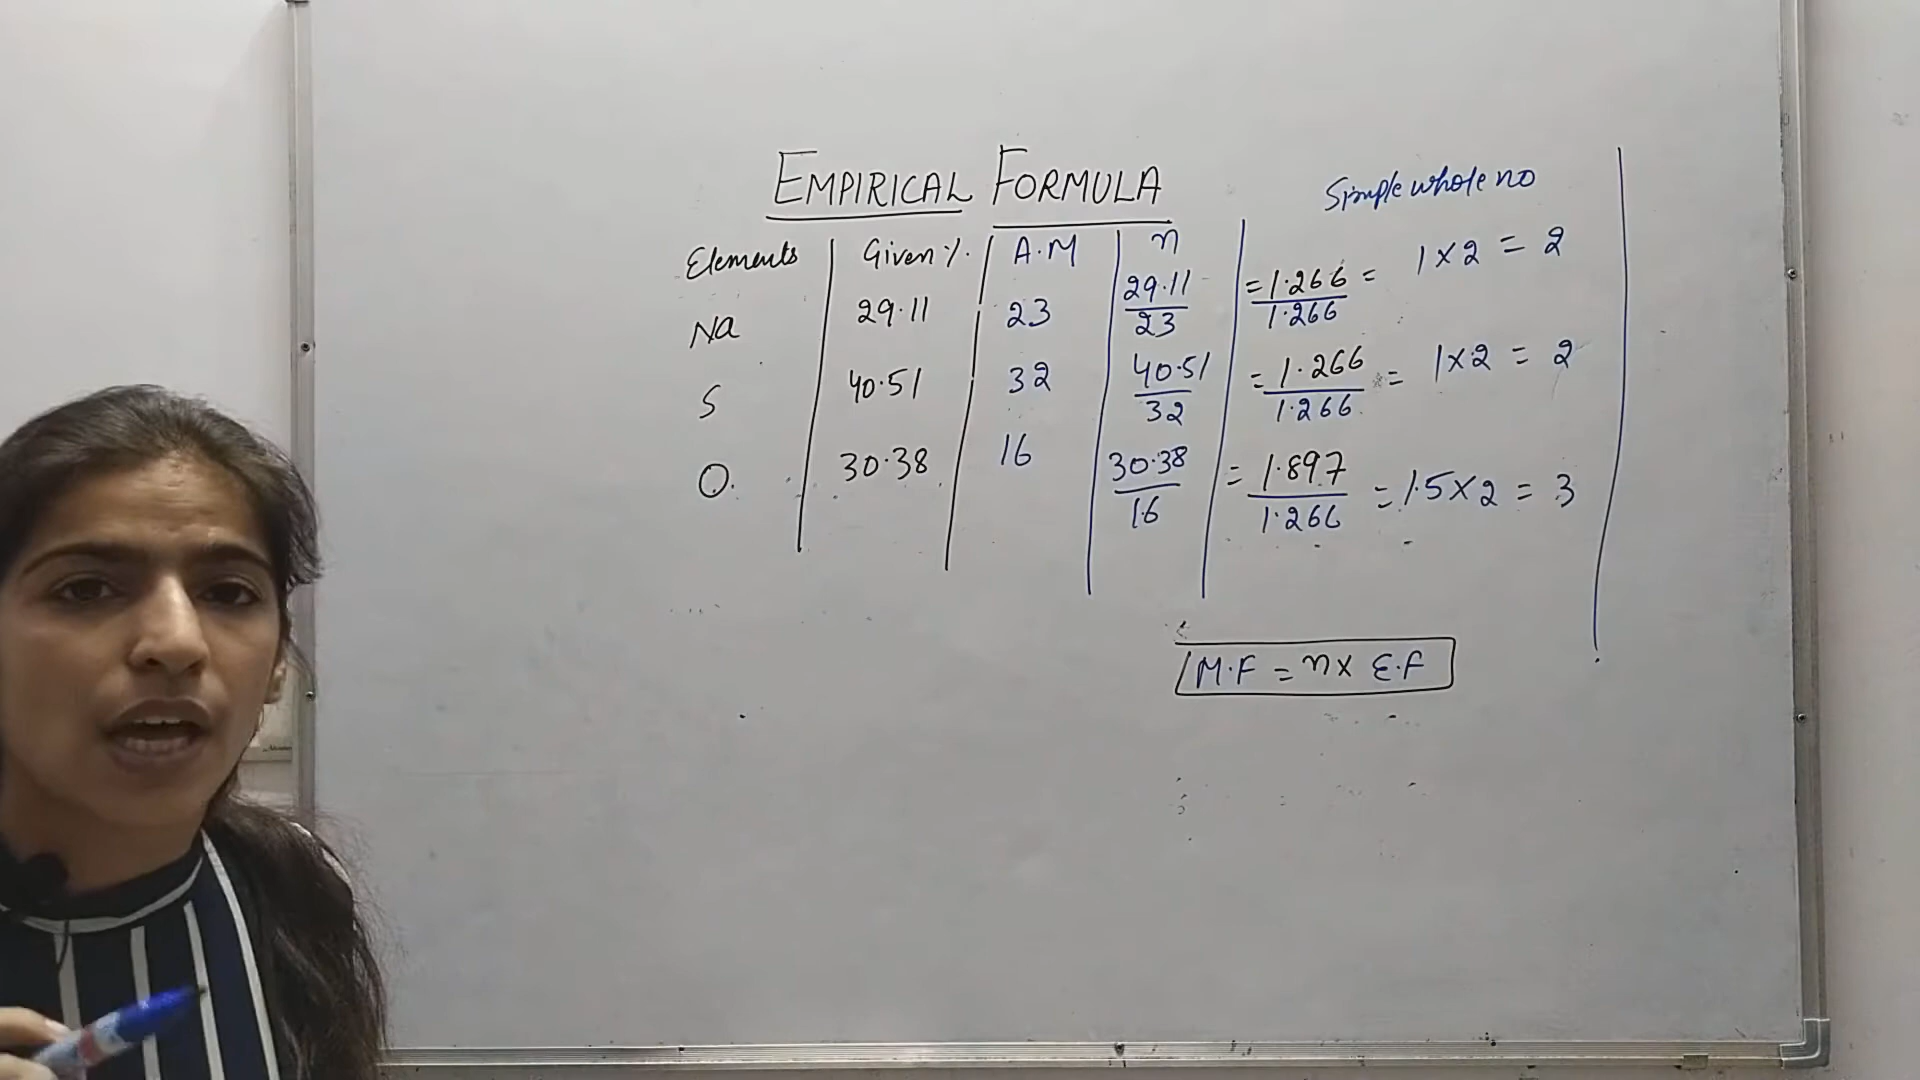 EMPIRICAL FORMULA
Simple whole no
Elements Given %. A.M n
Na 29.11 23 29.11/23 = 1.266/1.266 = 1 x 2 = 2
S 40.51 32 40.51/32 = 1.266/1.266 = 1 x 2 = 2
O. 30.38 16 30.38/16 = 1.897/1.266 = 1.5 x 2 = 3
M.F = n x E.F